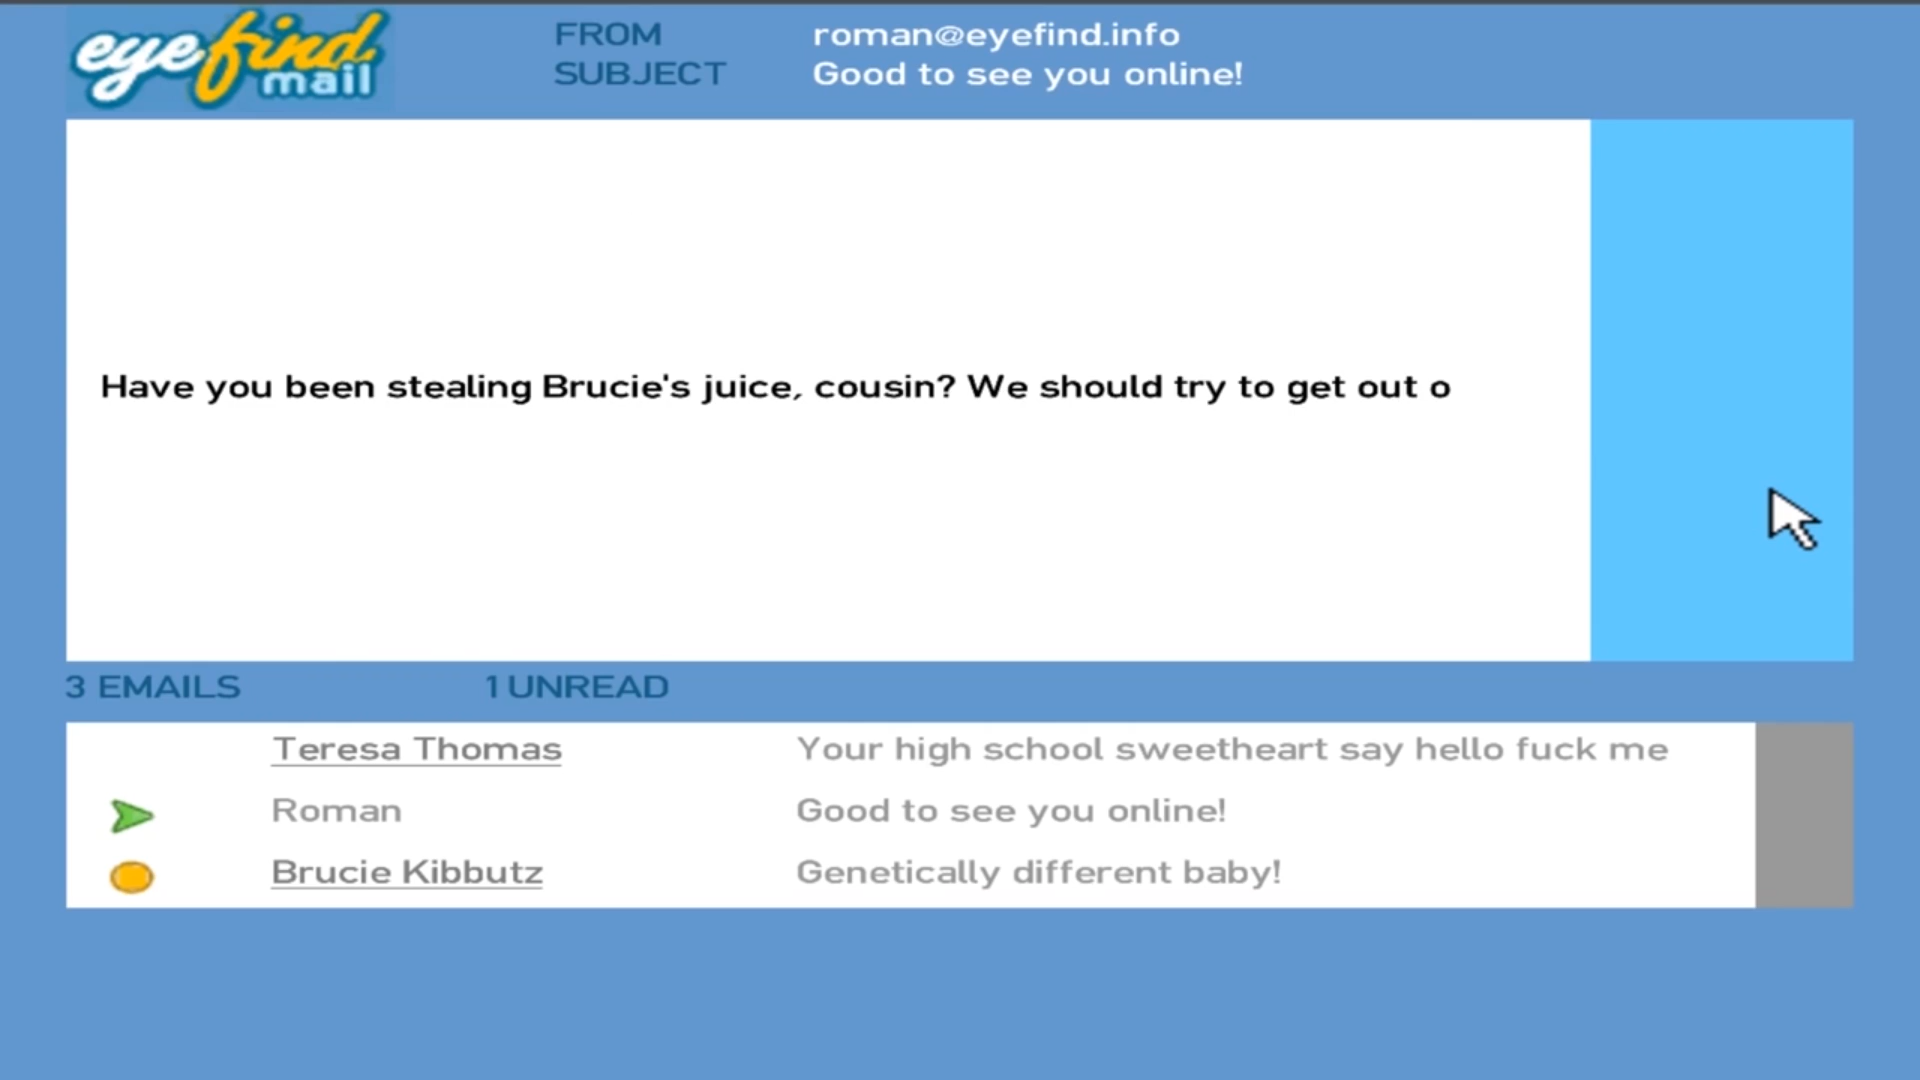 eyefind mail
FROM roman@eyefind.info
SUBJECT Good to see you online!
Have you been stealing Brucie's juice, cousin? We should try to get out o
3 EMAILS 1 UNREAD
Teresa Thomas Your high school sweetheart say hello fuck me
Roman Good to see you online!
Brucie Kibbutz Genetically different baby!